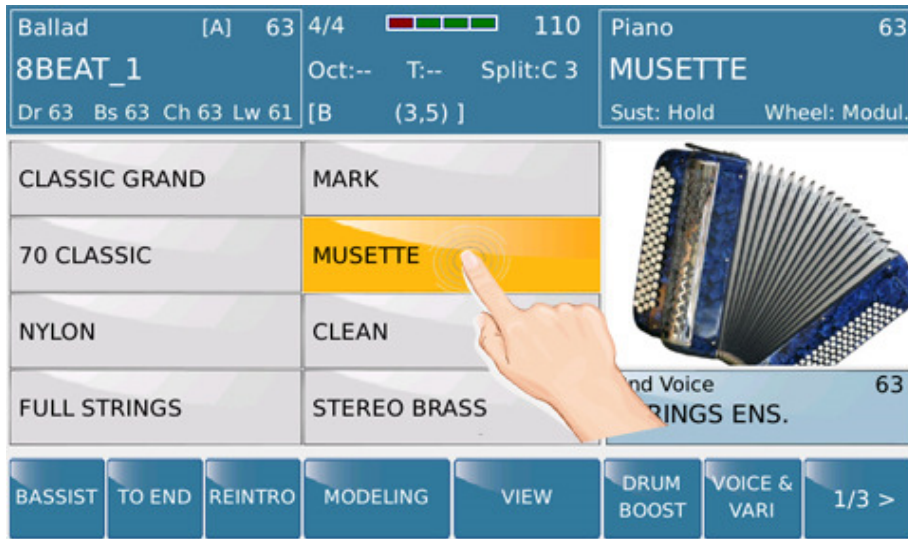 Ballad [A] 63
8BEAT_1
Dr 63 Bs 63 Ch 63 Lw 61
4/4 110
Oct:-- T:-- Split:C 3
[B (3,5) ]
Piano 63
MUSETTE
Sust: Hold Wheel: Modul.
CLASSIC GRAND
MARK
70 CLASSIC
MUSETTE
NYLON
CLEAN
FULL STRINGS
STEREO BRASS
Voice 63
ENS.
BASSIST
TO END
REINTRO
MODELING
VIEW
DRUM
BOOST
VOICE &
VARI
1/3 >